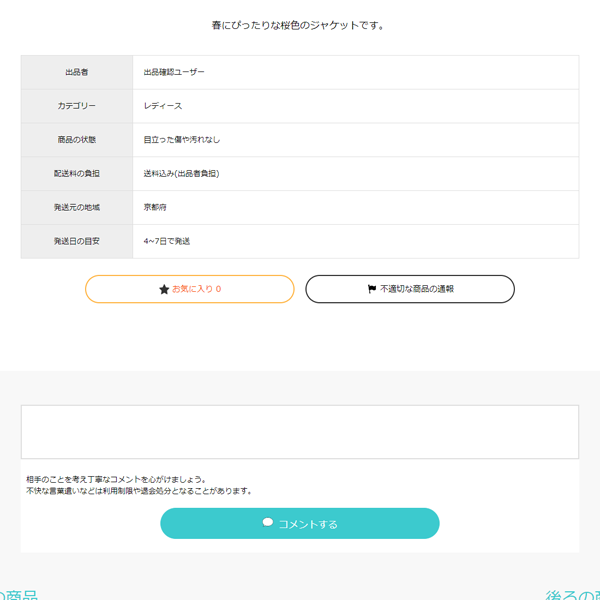 春にぴったりな桜色のジャケットです。
出品者 出品確認ユーザー
カテゴリー レディース
商品の状態 目立った傷や汚れなし
配送料の負担 送料込み(出品者負担)
発送元の地域 京都府
発送日の目安 4~7日で発送
お気に入り 0 不適切な商品の通報
相手のことを考え丁寧なコメントを心がけましょう。
不快な言葉遣いなどは利用制限や退会処分となることがあります。
コメントする
の商品 後ろの商